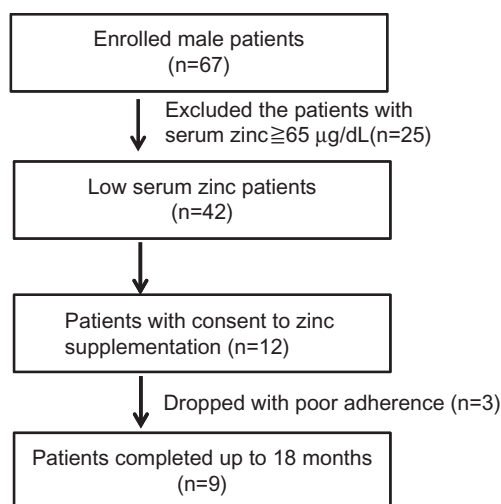 Enrolled male patients
(n=67)
Excluded the patients with
serum zinc≧65 μg/dL(n=25)
Low serum zinc patients
(n=42)
Patients with consent to zinc
supplementation (n=12)
Dropped with poor adherence (n=3)
Patients completed up to 18 months
(n=9)